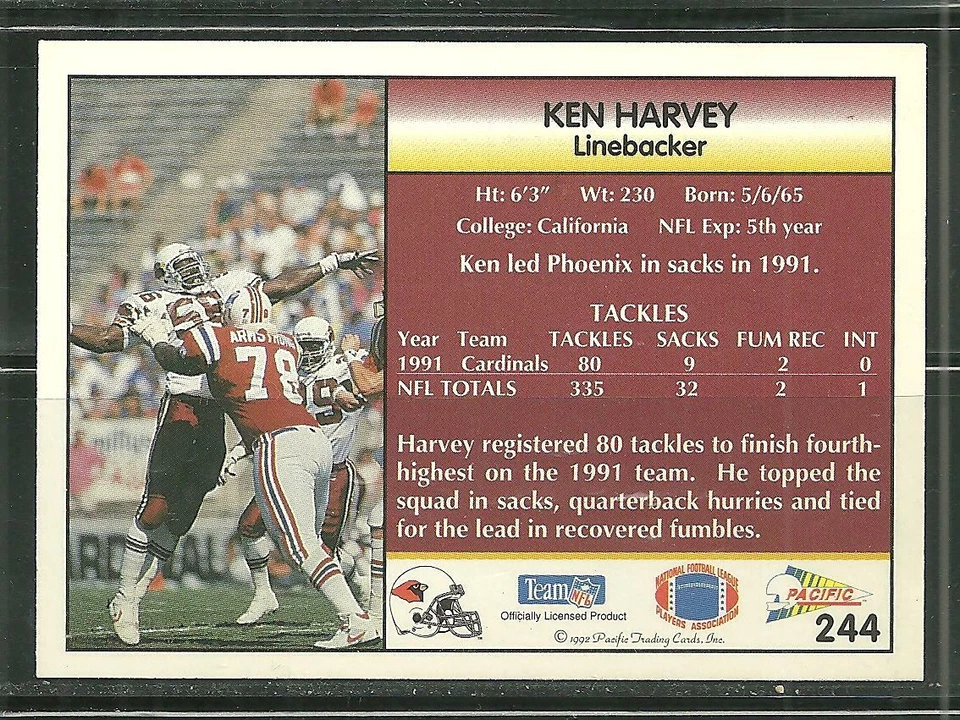 KEN HARVEY
Linebacker
Ht: 6'3" Wt: 230 Born: 5/6/65
College: California NFL Exp: 5th year
Ken led Phoenix in sacks in 1991.
TACKLES
Year Team TACKLES SACKS FUM REC INT
1991 Cardinals 80 9 2 0
NFL TOTALS 335 32 2 1
Harvey registered 80 tackles to finish fourth-
highest on the 1991 team. He topped the
squad in sacks, quarterback hurries and tied
for the lead in recovered fumbles.
ARMSTRONG
78
Team NFL
Officially Licensed Product
NATIONAL FOOTBALL LEAGUE
PLAYERS ASSOCIATION
PACIFIC
© 1992 Pacific Trading Cards, Inc.
244